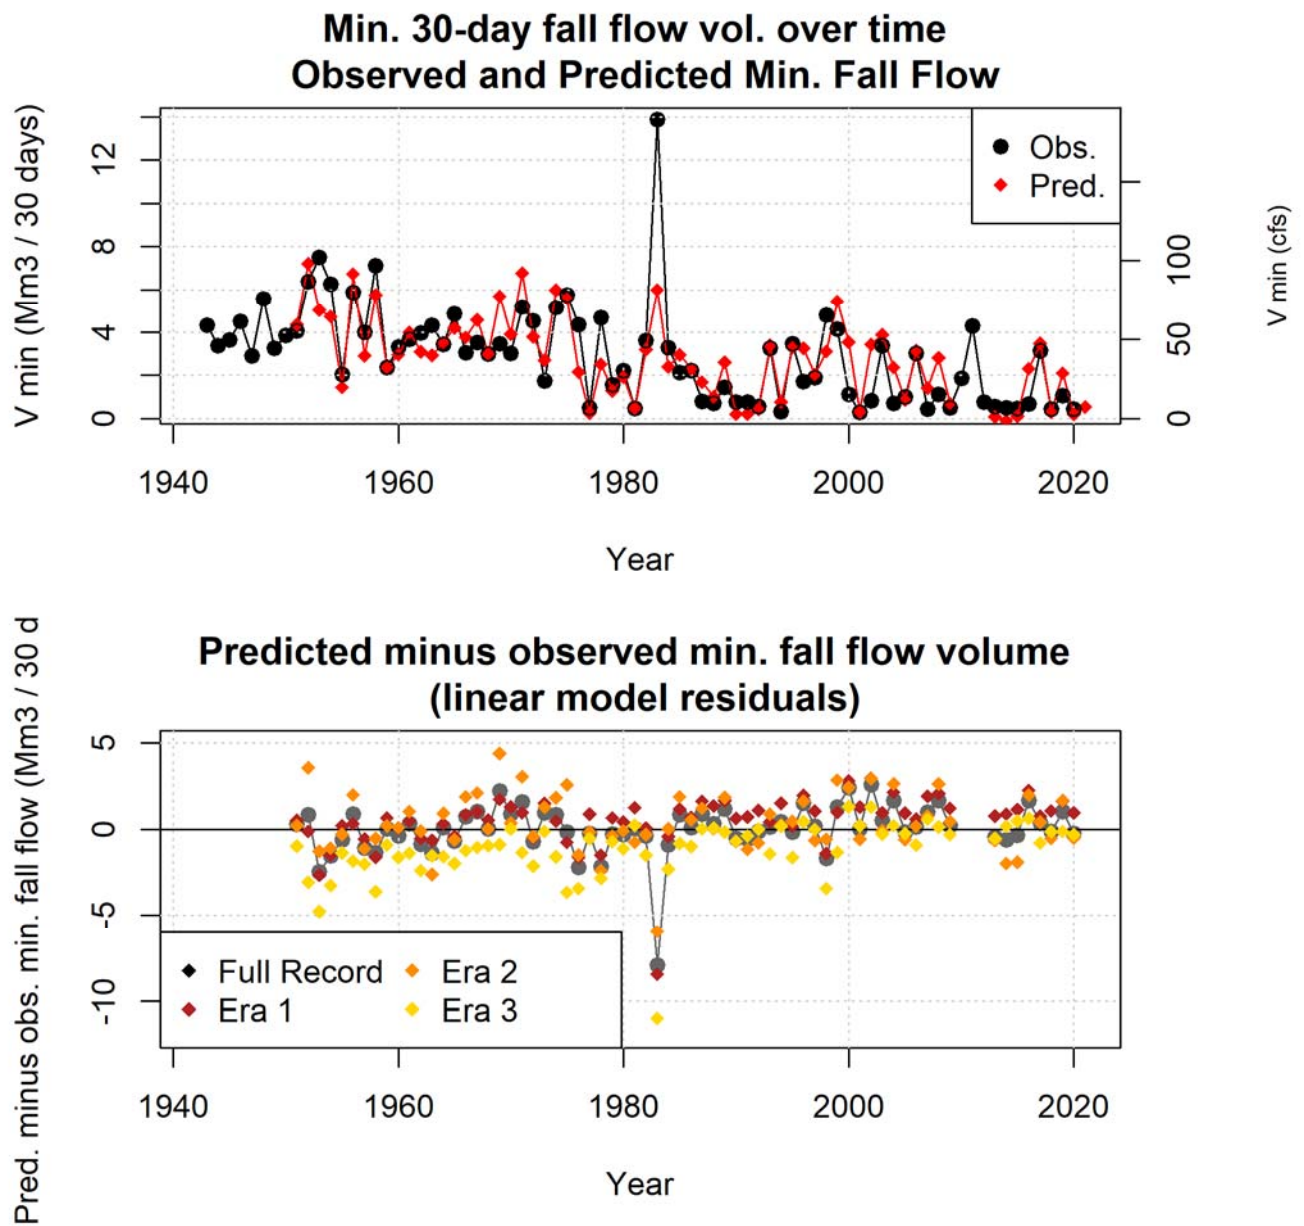 Min. 30-day fall flow vol. over time
Observed and Predicted Min. Fall Flow
V min (Mm3 / 30 days)
12
8
4
0
Obs.
Pred.
100
50
0
V min (cfs)
1940 1960 1980 2000 2020
Year
Predicted minus observed min. fall flow volume
(linear model residuals)
Pred. minus obs. min. fall flow (Mm3 / 30 d
5
0
-5
-10
Full Record Era 2
Era 1 Era 3
1940 1960 1980 2000 2020
Year